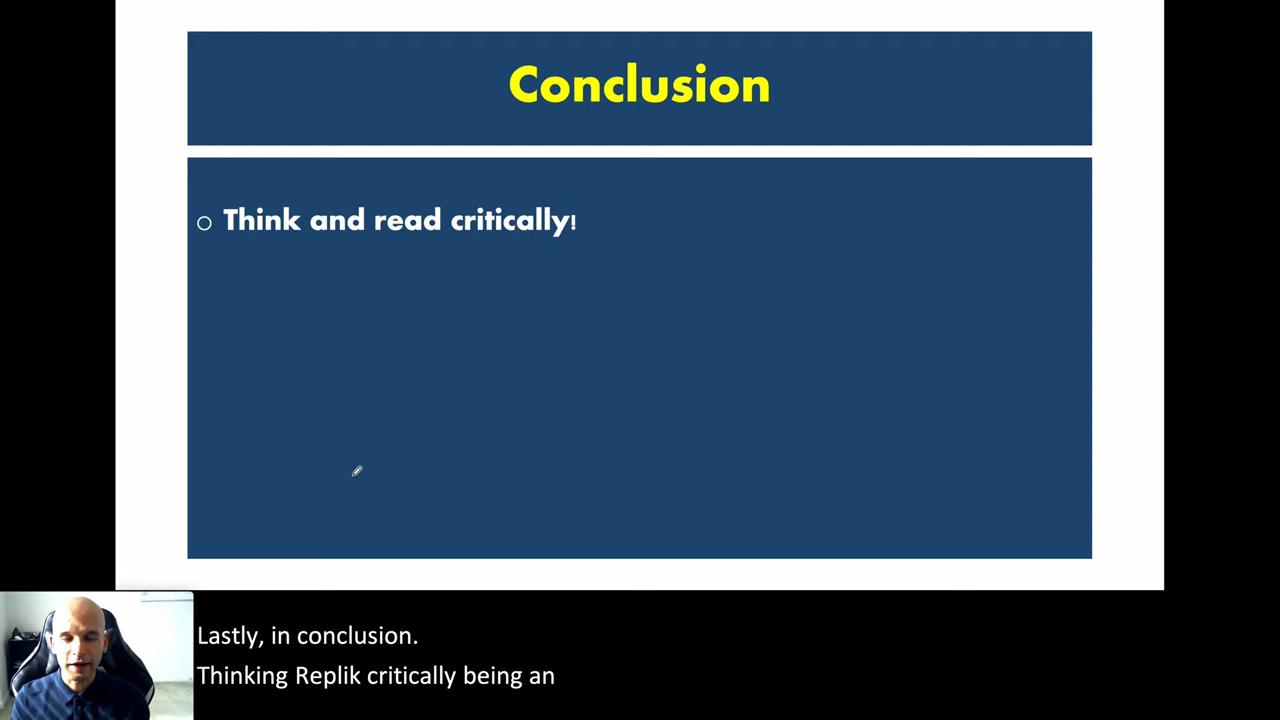 Conclusion
o Think and read critically!
Lastly, in conclusion.
Thinking Replik critically being an